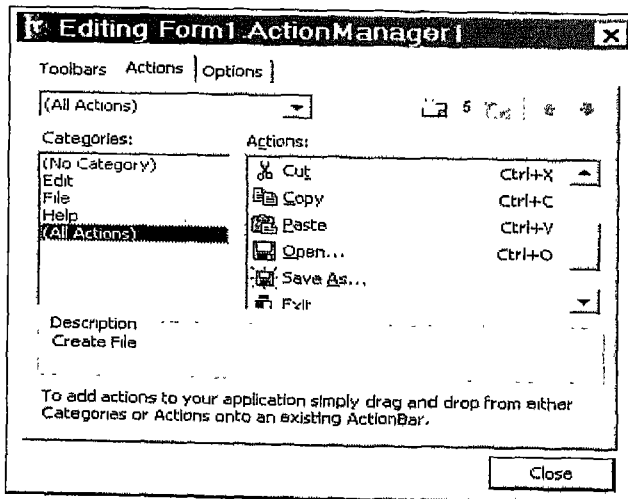 Editing Form1.ActionManager1
Toolbars Actions Options
(All Actions)
Categories: Actions:
(No Category)
Edit
File
Help
(All Actions)
Cut Ctrl+X
Copy Ctrl+C
Paste Ctrl+V
Open... Ctrl+O
Save As...
Exit
Description
Create File
To add actions to your application simply drag and drop from either
Categories or Actions onto an existing ActionBar.
Close